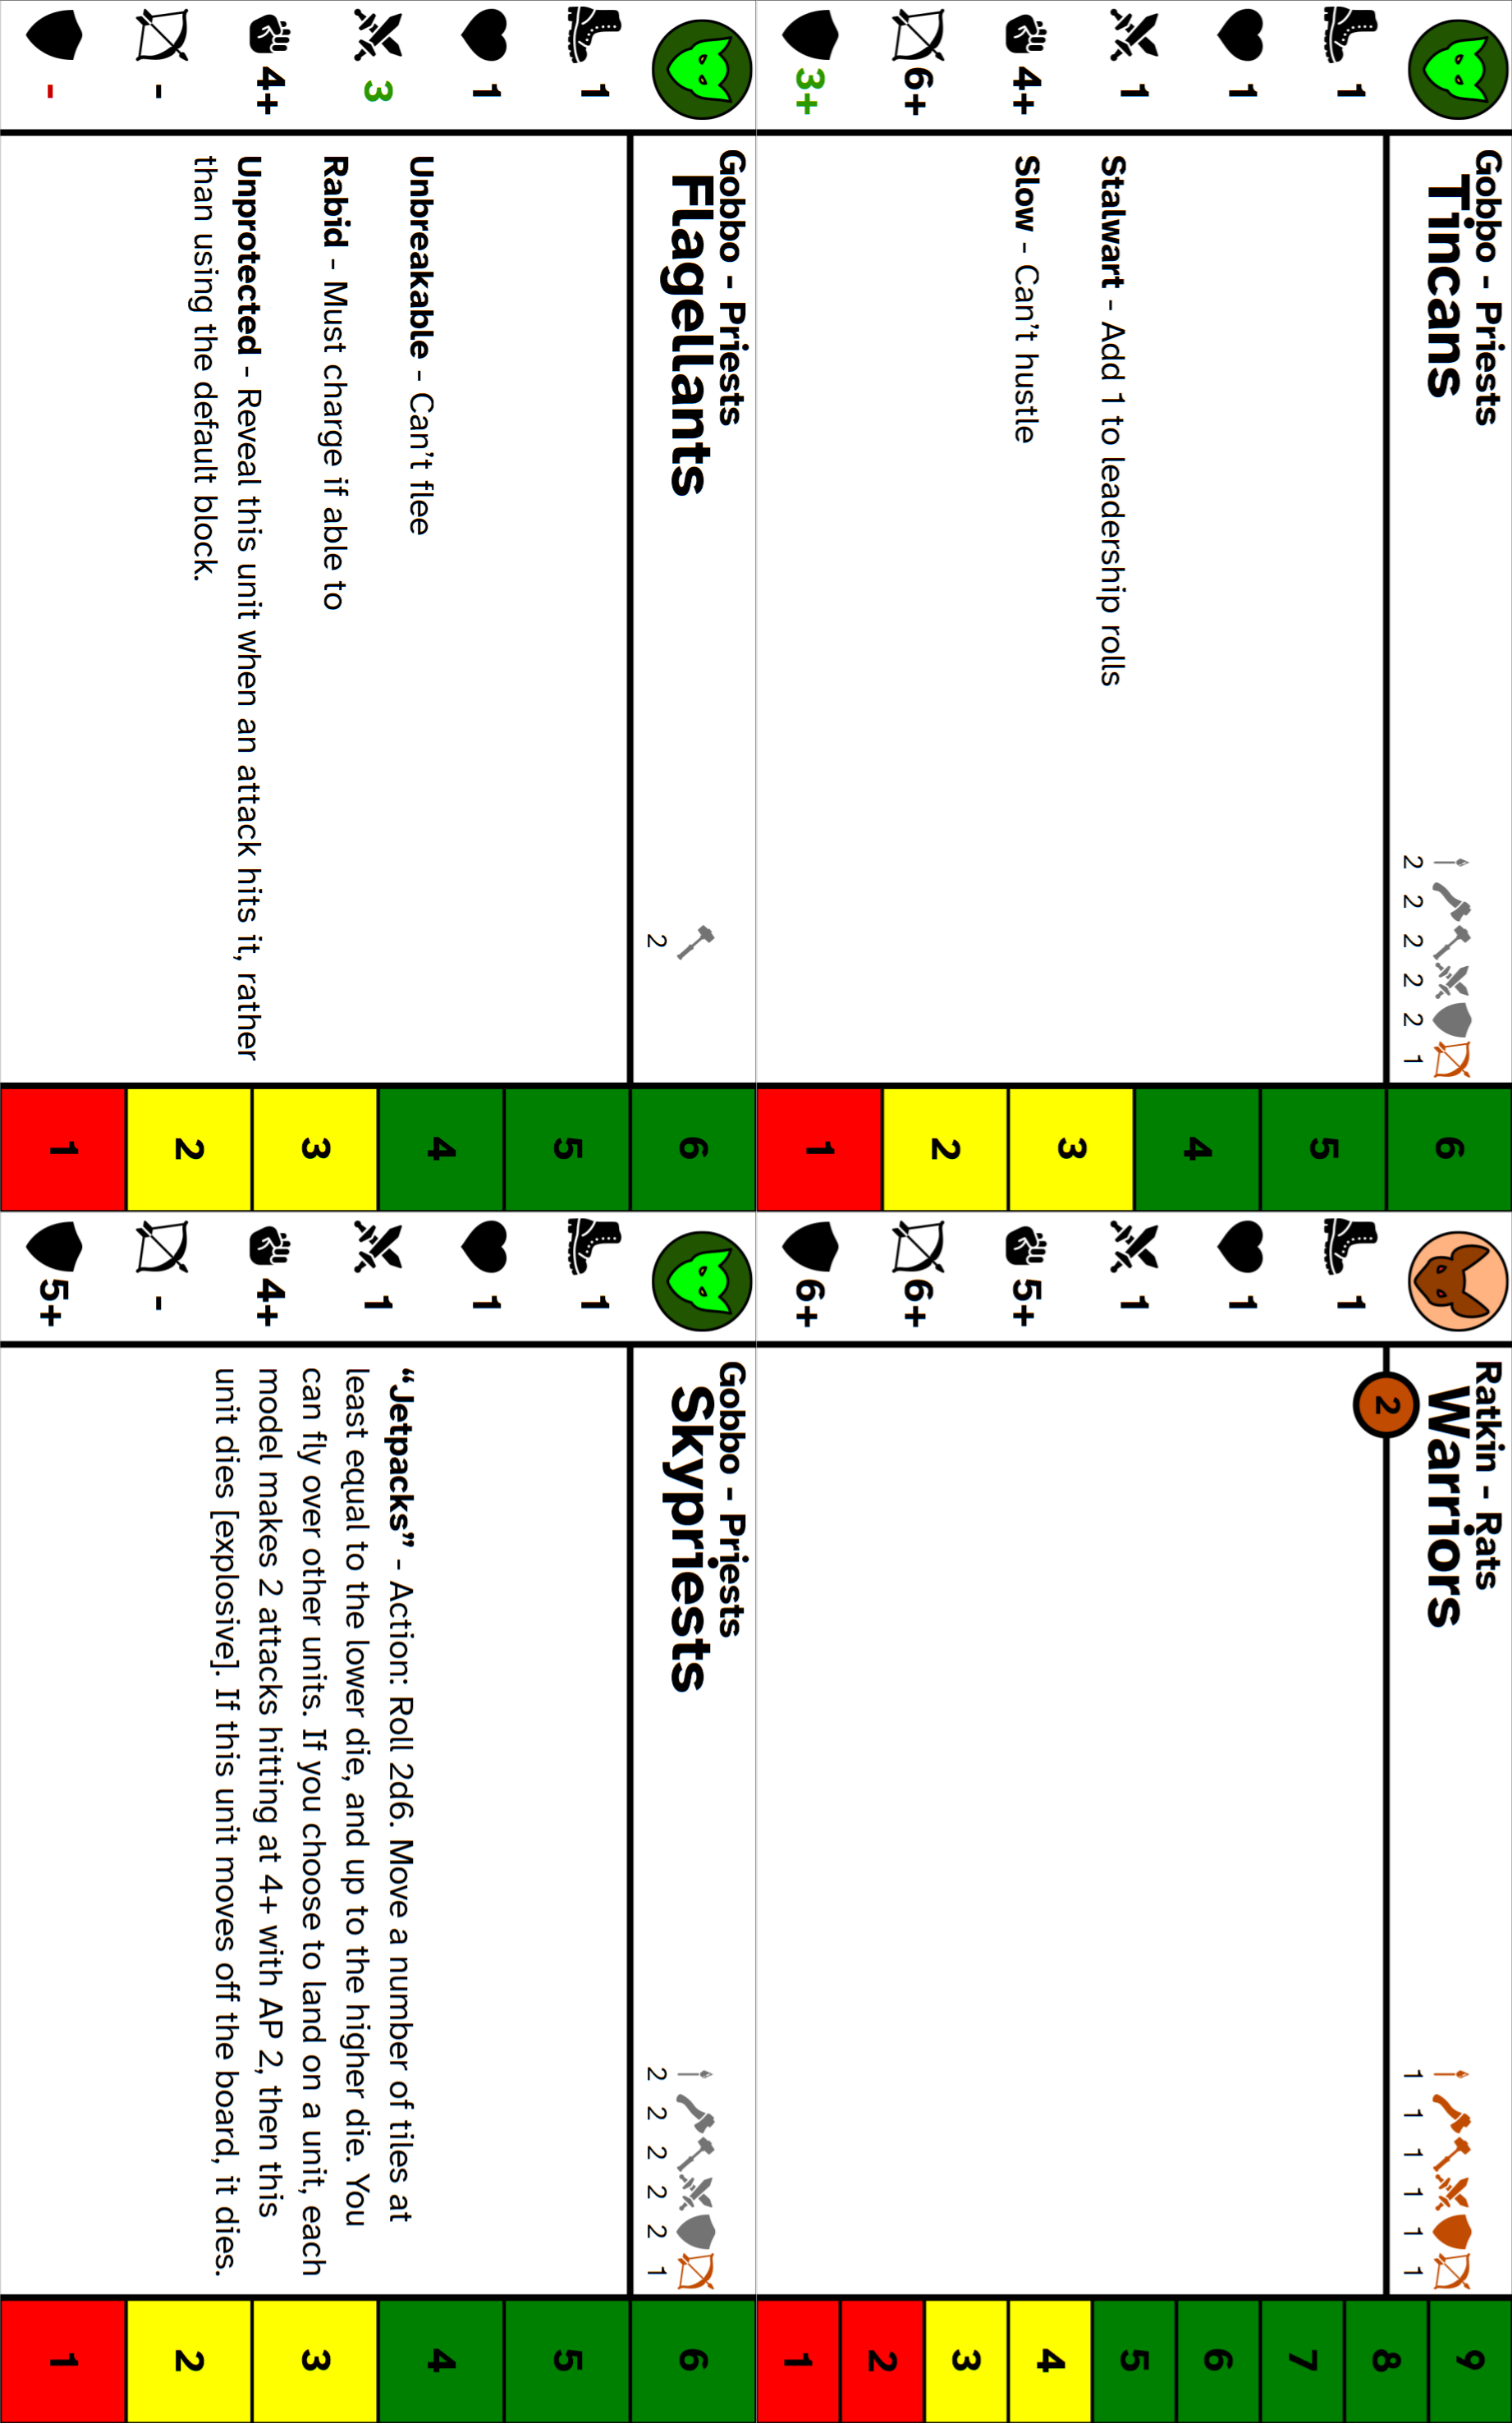 Gobbo - Priests
Tincans
2 2 2 2 2 1
1
1
1
4+
6+
3+
Stalwart - Add 1 to leadership rolls
Slow - Can't hustle
6
5
4
3
2
1
Ratkin - Rats
Warriors
1 1 1 1 1 1
2
1
1
1
5+
6+
6+
9
8
7
6
5
4
3
2
1
Gobbo - Priests
Flagellants
2
1
1
3
4+
-
-
Unbreakable - Can't flee
Rabid - Must charge if able to
Unprotected - Reveal this unit when an attack hits it, rather
than using the default block.
6
5
4
3
2
1
Gobbo - Priests
Skypriests
2 2 2 2 2 1
1
1
1
4+
-
5+
“Jetpacks” - Action: Roll 2d6. Move a number of tiles at
least equal to the lower die, and up to the higher die. You
can fly over other units. If you choose to land on a unit, each
model makes 2 attacks hitting at 4+ with AP 2, then this
unit dies [explosive]. If this unit moves off the board, it dies.
6
5
4
3
2
1